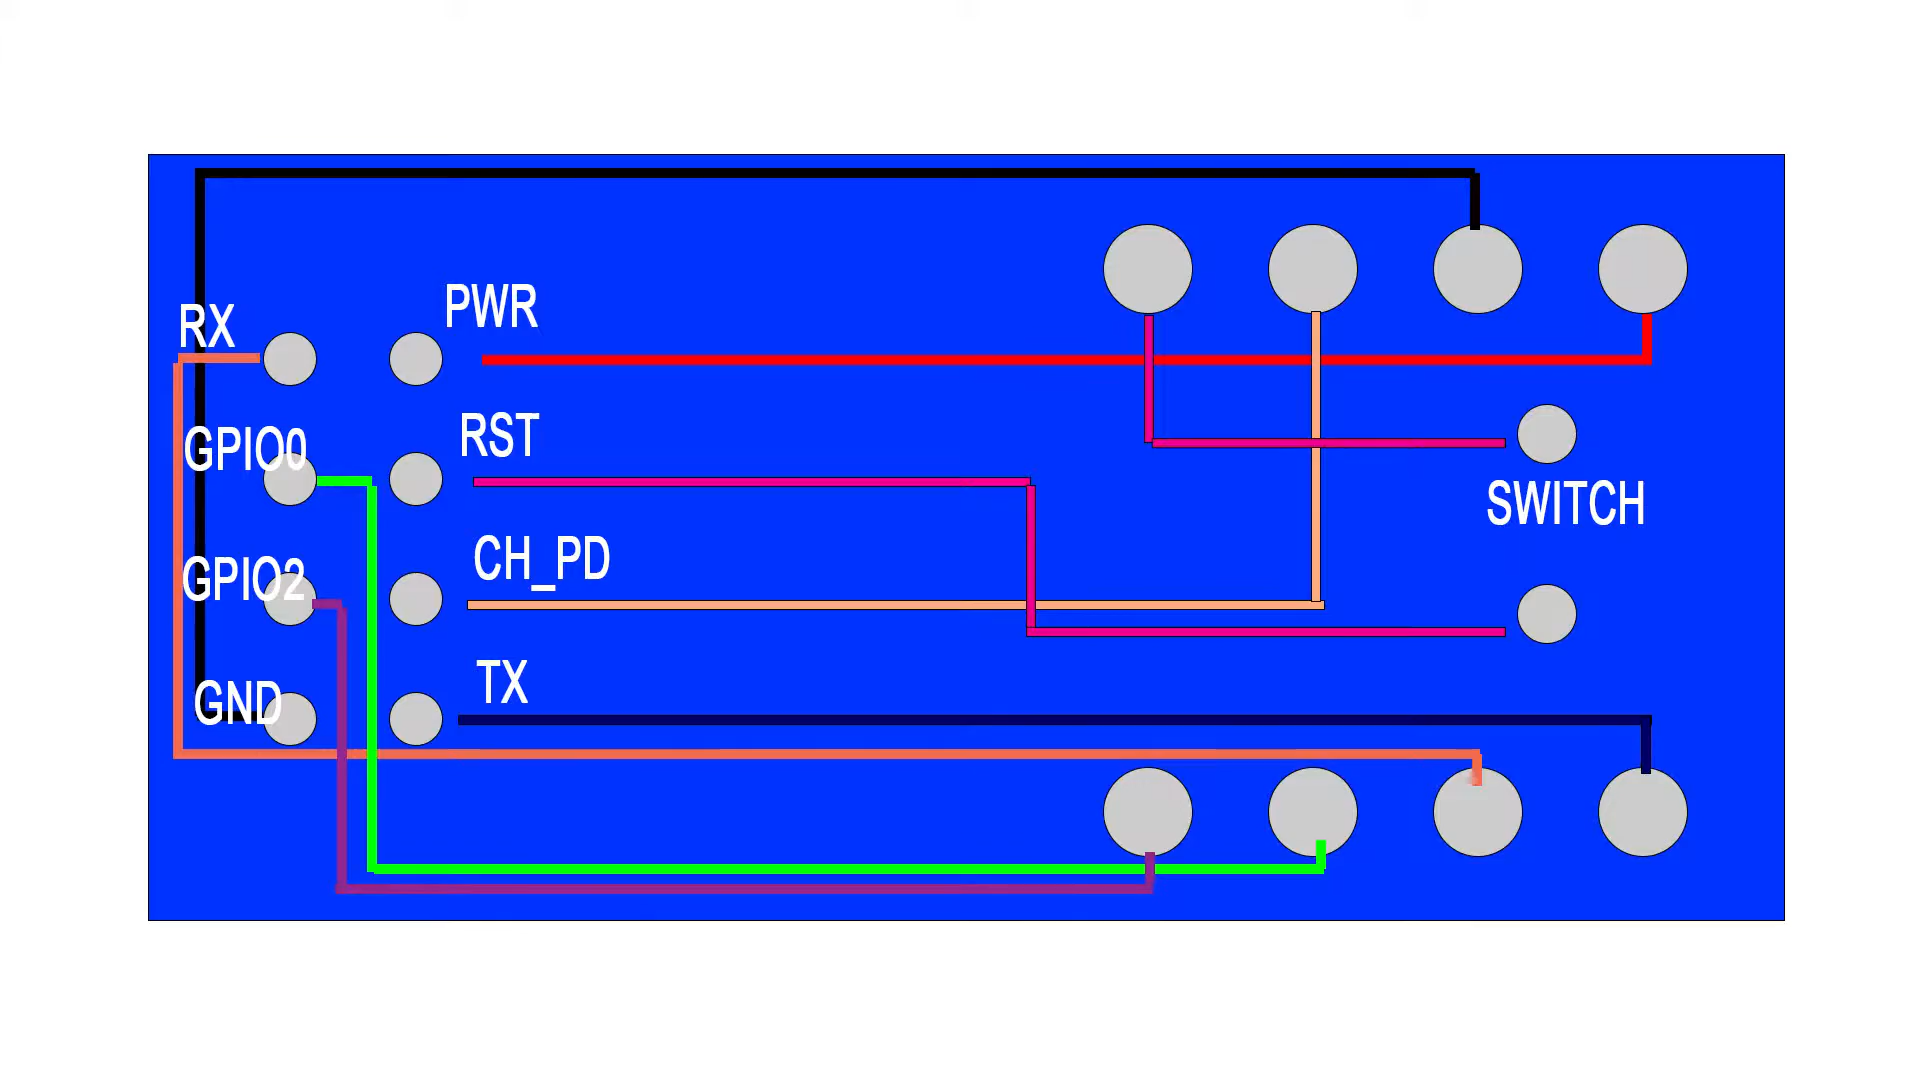 PWR
RX
RST
GPIO0
SWITCH
CH_PD
GPIO2
TX
GND